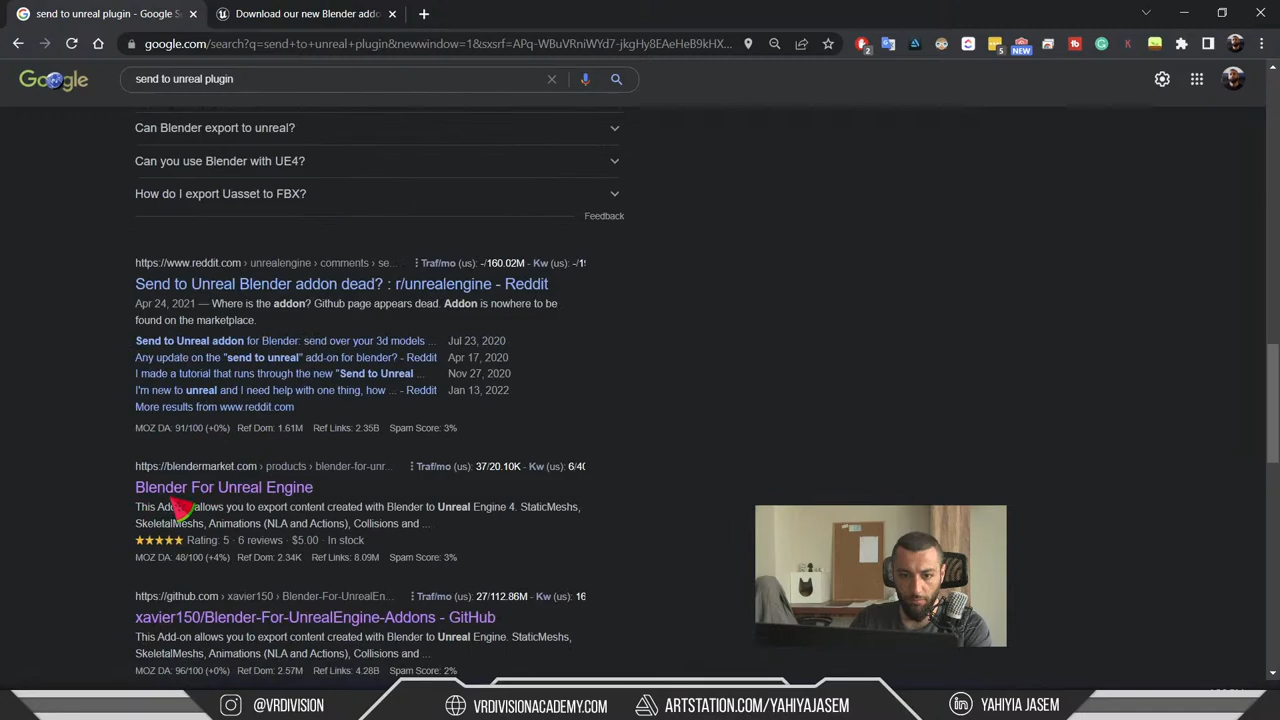 send to unreal plugin - Google S
Download our new Blender addo
google.com/search?q=send+to+unreal+plugin&newwindow=1&sxsrf=APq-WBuVRniWYd7-jkgHy8EAeHeB9kHX...
2
5
NEW
Google
send to unreal plugin
Can Blender export to unreal?
Can you use Blender with UE4?
How do I export Uasset to FBX?
Feedback
https://www.reddit.com › unrealengine › comments › se... Traf/mo (us): -/160.02M - Kw (us): -/1
Send to Unreal Blender addon dead? : r/unrealengine - Reddit
Apr 24, 2021 — Where is the addon? Github page appears dead. Addon is nowhere to be
found on the marketplace.
Send to Unreal addon for Blender: send over your 3d models ... Jul 23, 2020
Any update on the "send to unreal" add-on for blender? - Reddit Apr 17, 2020
I made a tutorial that runs through the new "Send to Unreal ... Nov 27, 2020
I'm new to unreal and I need help with one thing, how ... - Reddit Jan 13, 2022
More results from www.reddit.com
MOZ DA: 91/100 (+0%) Ref Dom: 1.61M Ref Links: 2.35B Spam Score: 3%
https://blendermarket.com › products › blender-for-unr... Traf/mo (us): 37/20.10K - Kw (us): 6/40
Blender For Unreal Engine
This Add- allows you to export content created with Blender to Unreal Engine 4. StaticMeshs,
SkeletalMeshs, Animations (NLA and Actions), Collisions and ...
★★★★★ Rating: 5 · 6 reviews · $5.00 · In stock
MOZ DA: 48/100 (+4%) Ref Dom: 2.34K Ref Links: 8.09M Spam Score: 3%
https://github.com › xavier150 › Blender-For-UnrealEn... Traf/mo (us): 27/112.86M - Kw (us): 16
xavier150/Blender-For-UnrealEngine-Addons - GitHub
This Add-on allows you to export content created with Blender to Unreal Engine. StaticMeshs,
SkeletalMeshs, Animations (NLA and Actions), Collisions and ...
MOZ DA: 96/100 (+0%) Ref Dom: 2.57M Ref Links: 4.28B Spam Score: 2%
@VRDIVISION
VRDIVISIONACADEMY.COM
ARTSTATION.COM/YAHIYAJASEM
YAHIYIA JASEM